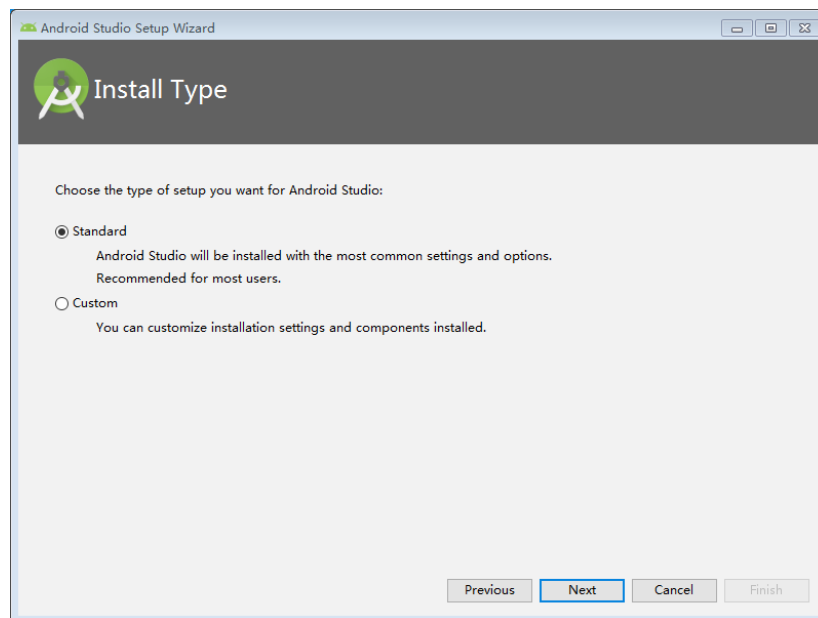 Android Studio Setup Wizard
Install Type
Choose the type of setup you want for Android Studio:
Standard
Android Studio will be installed with the most common settings and options.
Recommended for most users.
Custom
You can customize installation settings and components installed.
Previous Next Cancel Finish